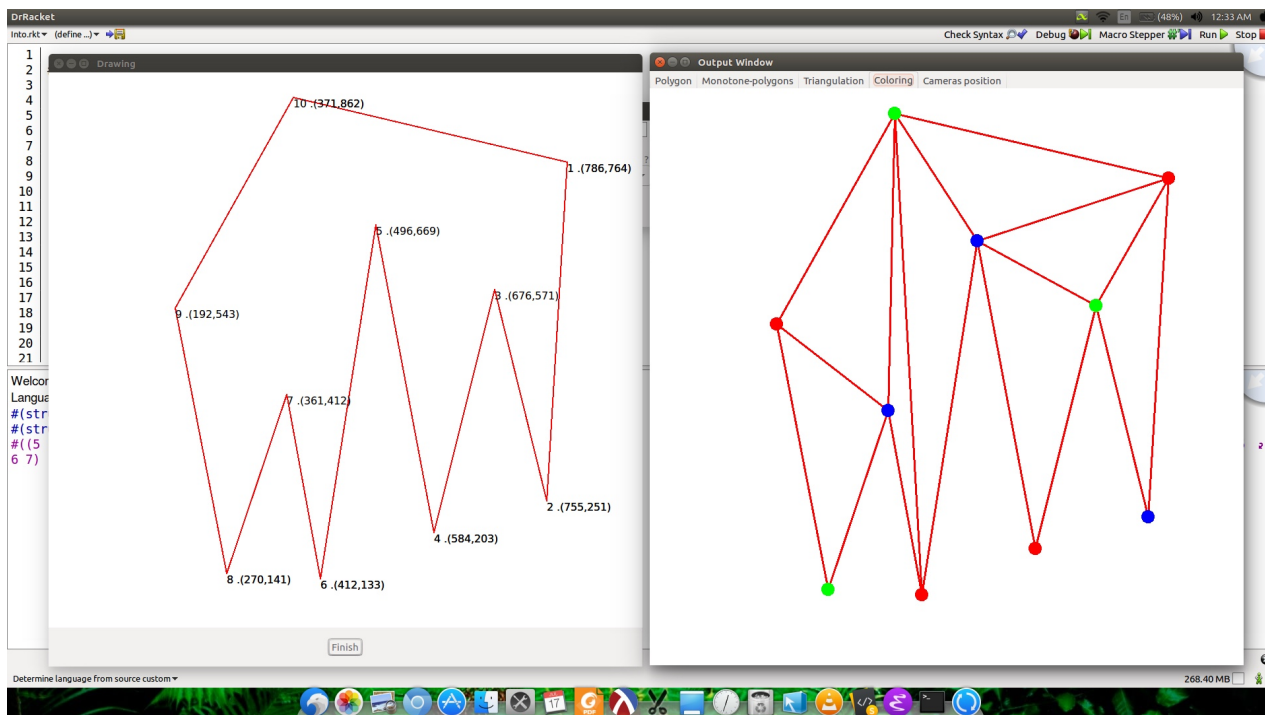 DrRacket
En (48%) 12:33 AM
Into.rkt (define ...)
Check Syntax Debug Macro Stepper Run Stop
1
2
3
4
5
6
7
8
9
10
11
12
13
14
15
16
17
18
19
20
21
Drawing
10 .(371,862)
1 .(786,764)
5 .(496,669)
3 .(676,571)
9 .(192,543)
7 .(361,412)
2 .(755,251)
4 .(584,203)
8 .(270,141)
6 .(412,133)
Finish
Output Window
Polygon Monotone-polygons Triangulation Coloring Cameras position
#(str
#(str
#((5
6 7)
Determine language from source custom
268.40 MB
17
PDF